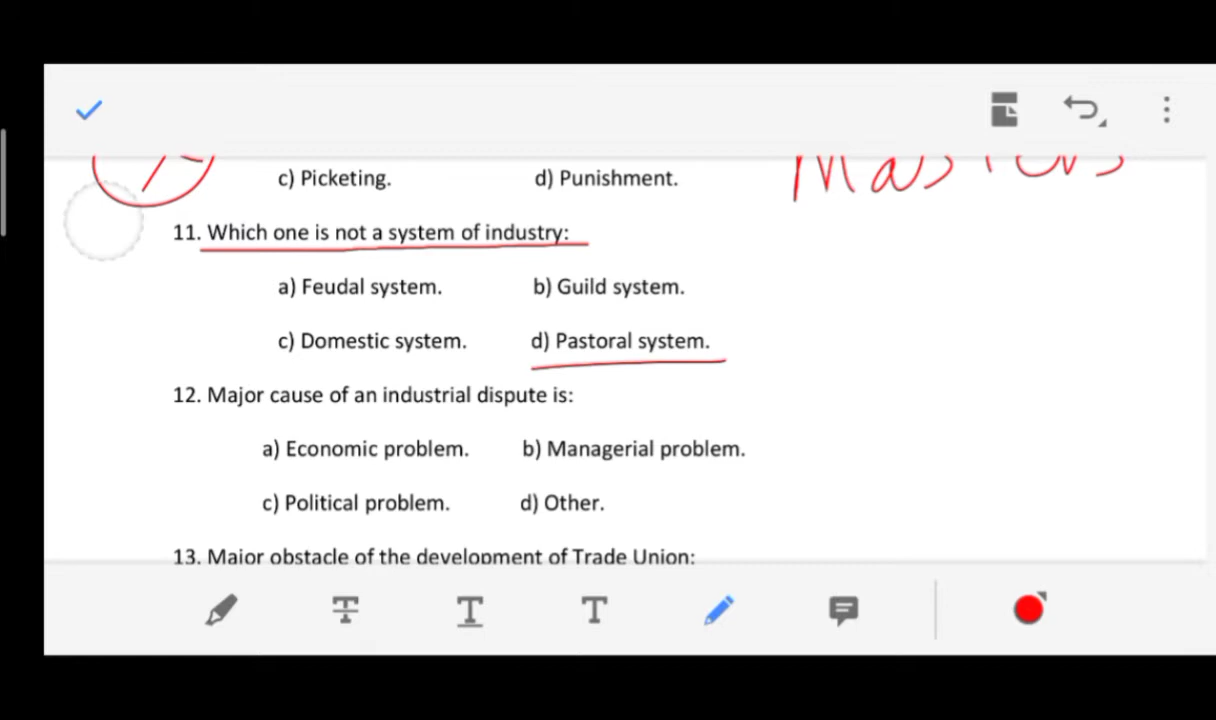 c) Picketing. d) Punishment. Masters
11. Which one is not a system of industry:
a) Feudal system. b) Guild system.
c) Domestic system. d) Pastoral system.
12. Major cause of an industrial dispute is:
a) Economic problem. b) Managerial problem.
c) Political problem. d) Other.
13. Major obstacle of the development of Trade Union:
T T T